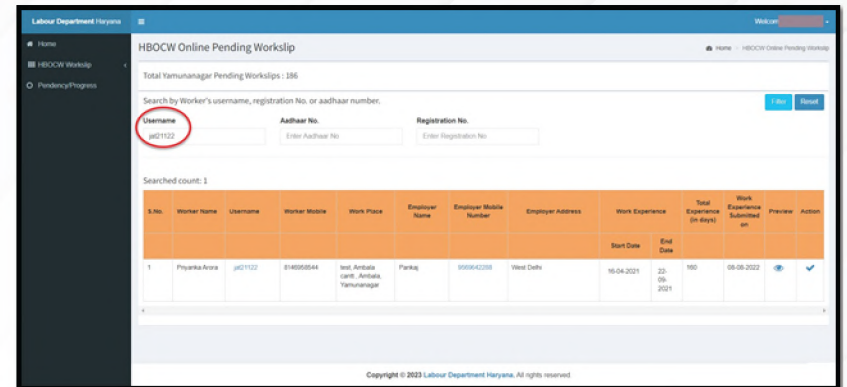 Labour Department Haryana
Welcom
Home
HBOCW Workslip
Pendency/Progress
HBOCW Online Pending Workslip
Home / HBOCW Online Pending Workslip
Total Yamunanagar Pending Workslips : 186
Search by Worker's username, registration No. or aadhaar number.
Filter Reset
Username Aadhaar No. Registration No.
jat21122 Enter Aadhaar No Enter Registration No
Searched count: 1
S.No. Worker Name Username Worker Mobile Work Place Employer Name Employer Mobile Number Employer Address Work Experience Total Experience (in days) Work Experience Submitted on Preview Action
Start Date End Date
1 Priyanka Arora jat21122 8146958544 test, Ambala cantt., Ambala, Yamunanagar Pankaj 9999642288 West Delhi 16-04-2021 22-09-2021 160 08-08-2022
Copyright © 2023 Labour Department Haryana. All rights reserved.